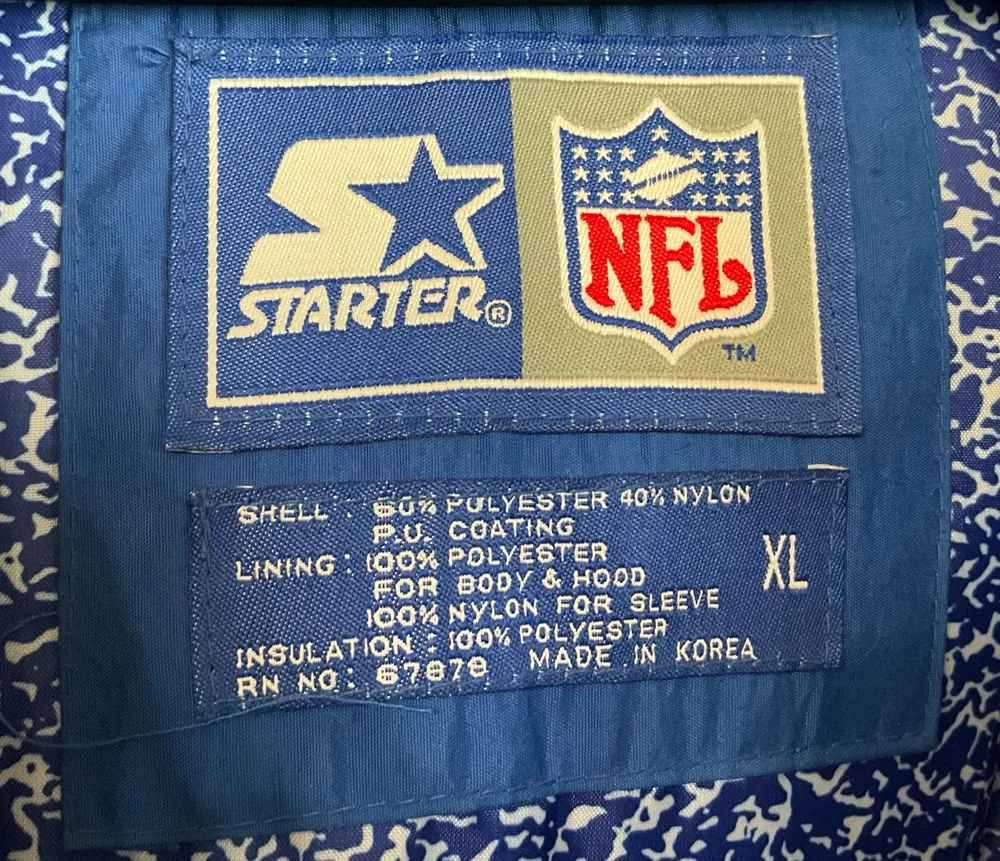 STARTER®
NFL
TM
SHELL : 60% POLYESTER 40% NYLON
P.U. COATING
LINING : 100% POLYESTER
FOR BODY & HOOD
100% NYLON FOR SLEEVE
INSULATION : 100% POLYESTER
RN NO: 67879 MADE IN KOREA
XL